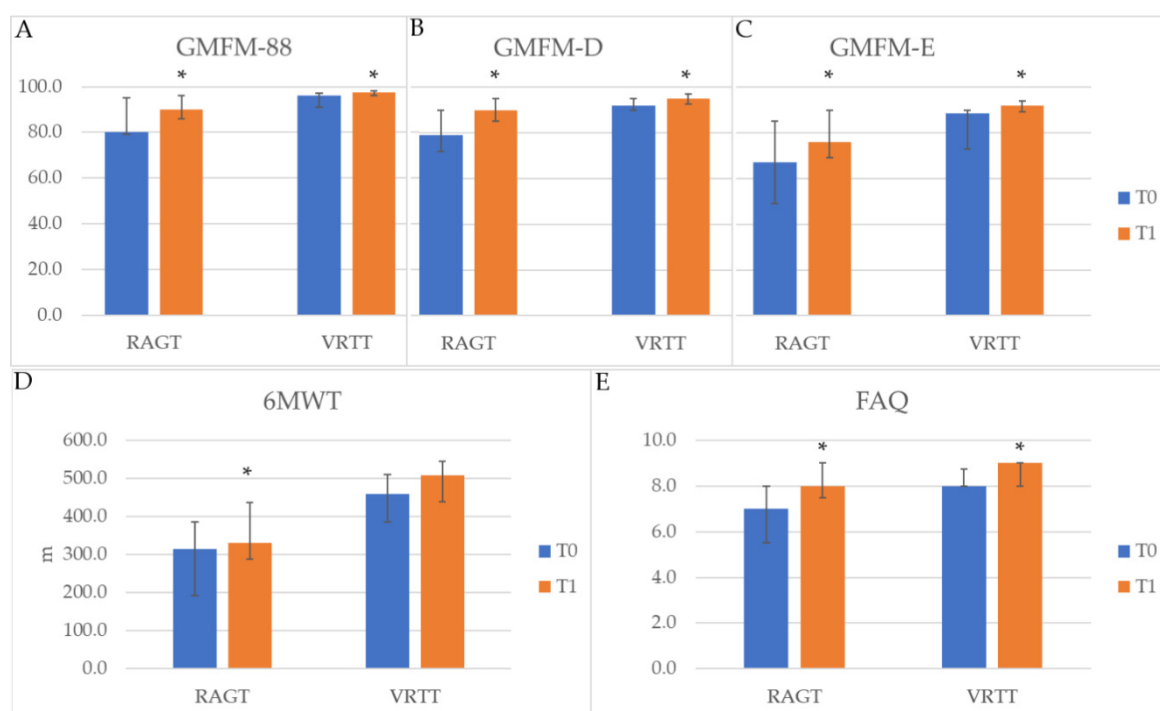 A
GMFM-88
B
GMFM-D
C
GMFM-E
* * * * * *
100.0
80.0
60.0
40.0
20.0
0.0
T0
T1
RAGT VRTT RAGT VRTT RAGT VRTT
D
6MWT
600.0
500.0
400.0
300.0
200.0
100.0
0.0
m
*
T0
T1
RAGT VRTT
E
FAQ
10.0
8.0
6.0
4.0
2.0
0.0
* *
T0
T1
RAGT VRTT